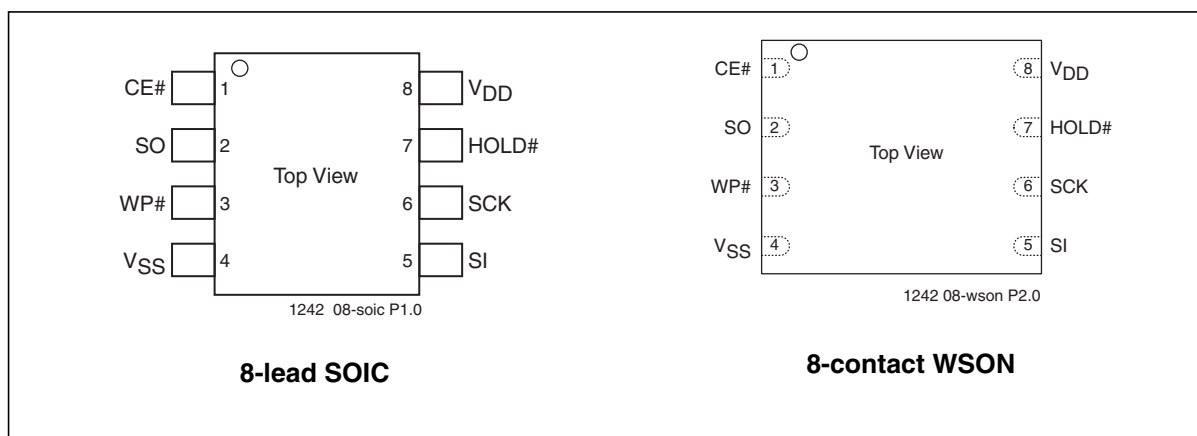 CE#
SO
WP#
VSS
1
2
3
4
Top View
8
7
6
5
VDD
HOLD#
SCK
SI
1242 08-soic P1.0
8-lead SOIC
CE#
SO
WP#
VSS
1
2
3
4
Top View
8
7
6
5
VDD
HOLD#
SCK
SI
1242 08-wson P2.0
8-contact WSON